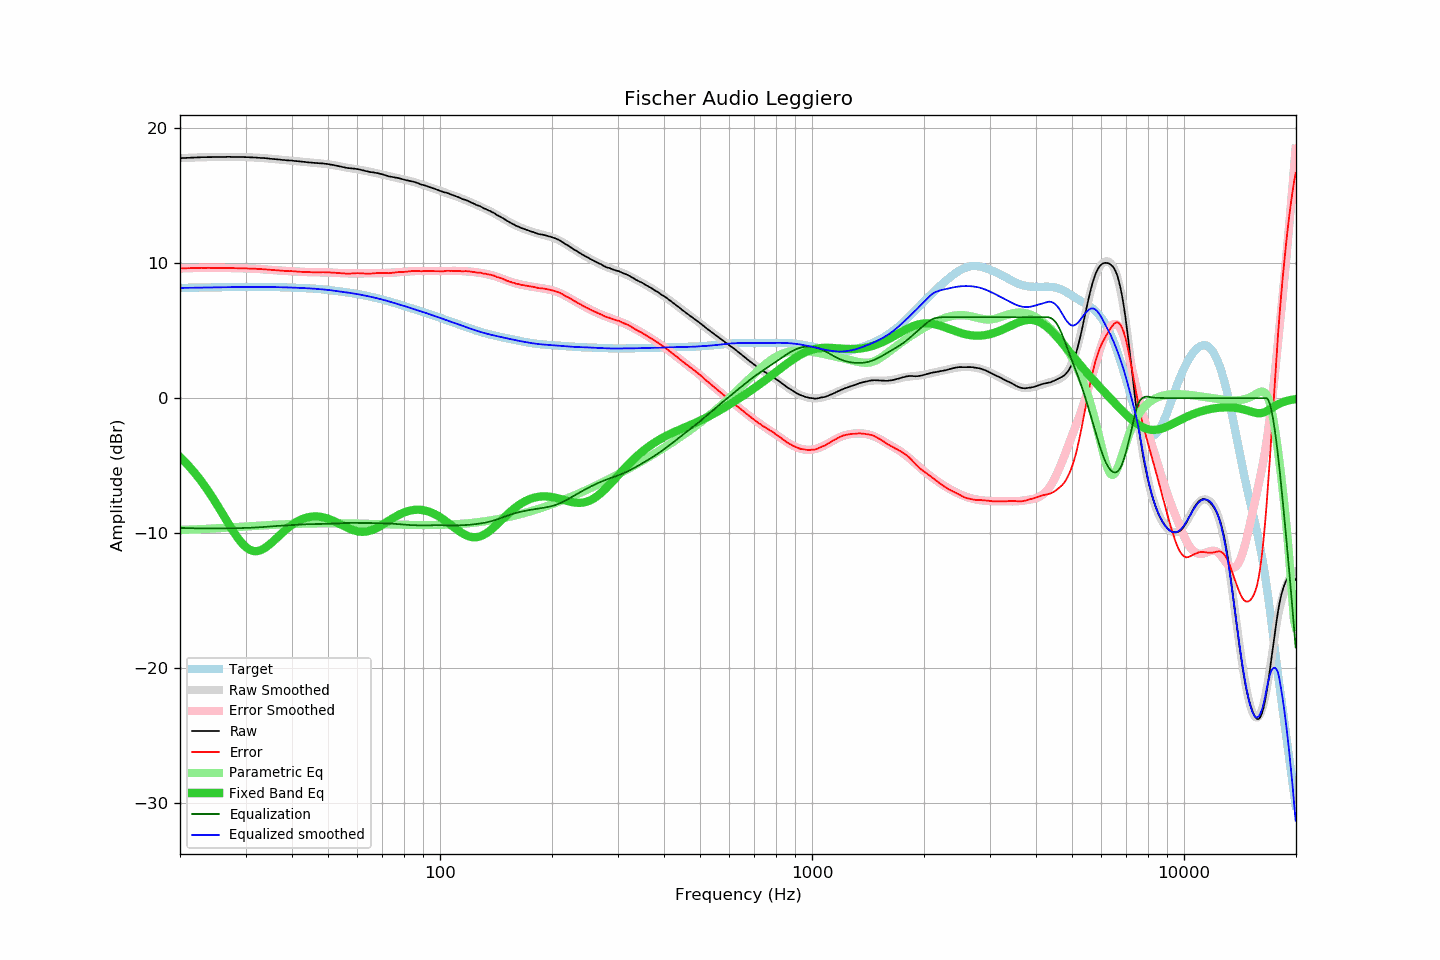 Fischer Audio Leggiero
20
10
0
−10
−20
−30
Amplitude (dBr)
Target
Raw Smoothed
Error Smoothed
Raw
Error
Parametric Eq
Fixed Band Eq
Equalization
Equalized smoothed
100
1000
10000
Frequency (Hz)